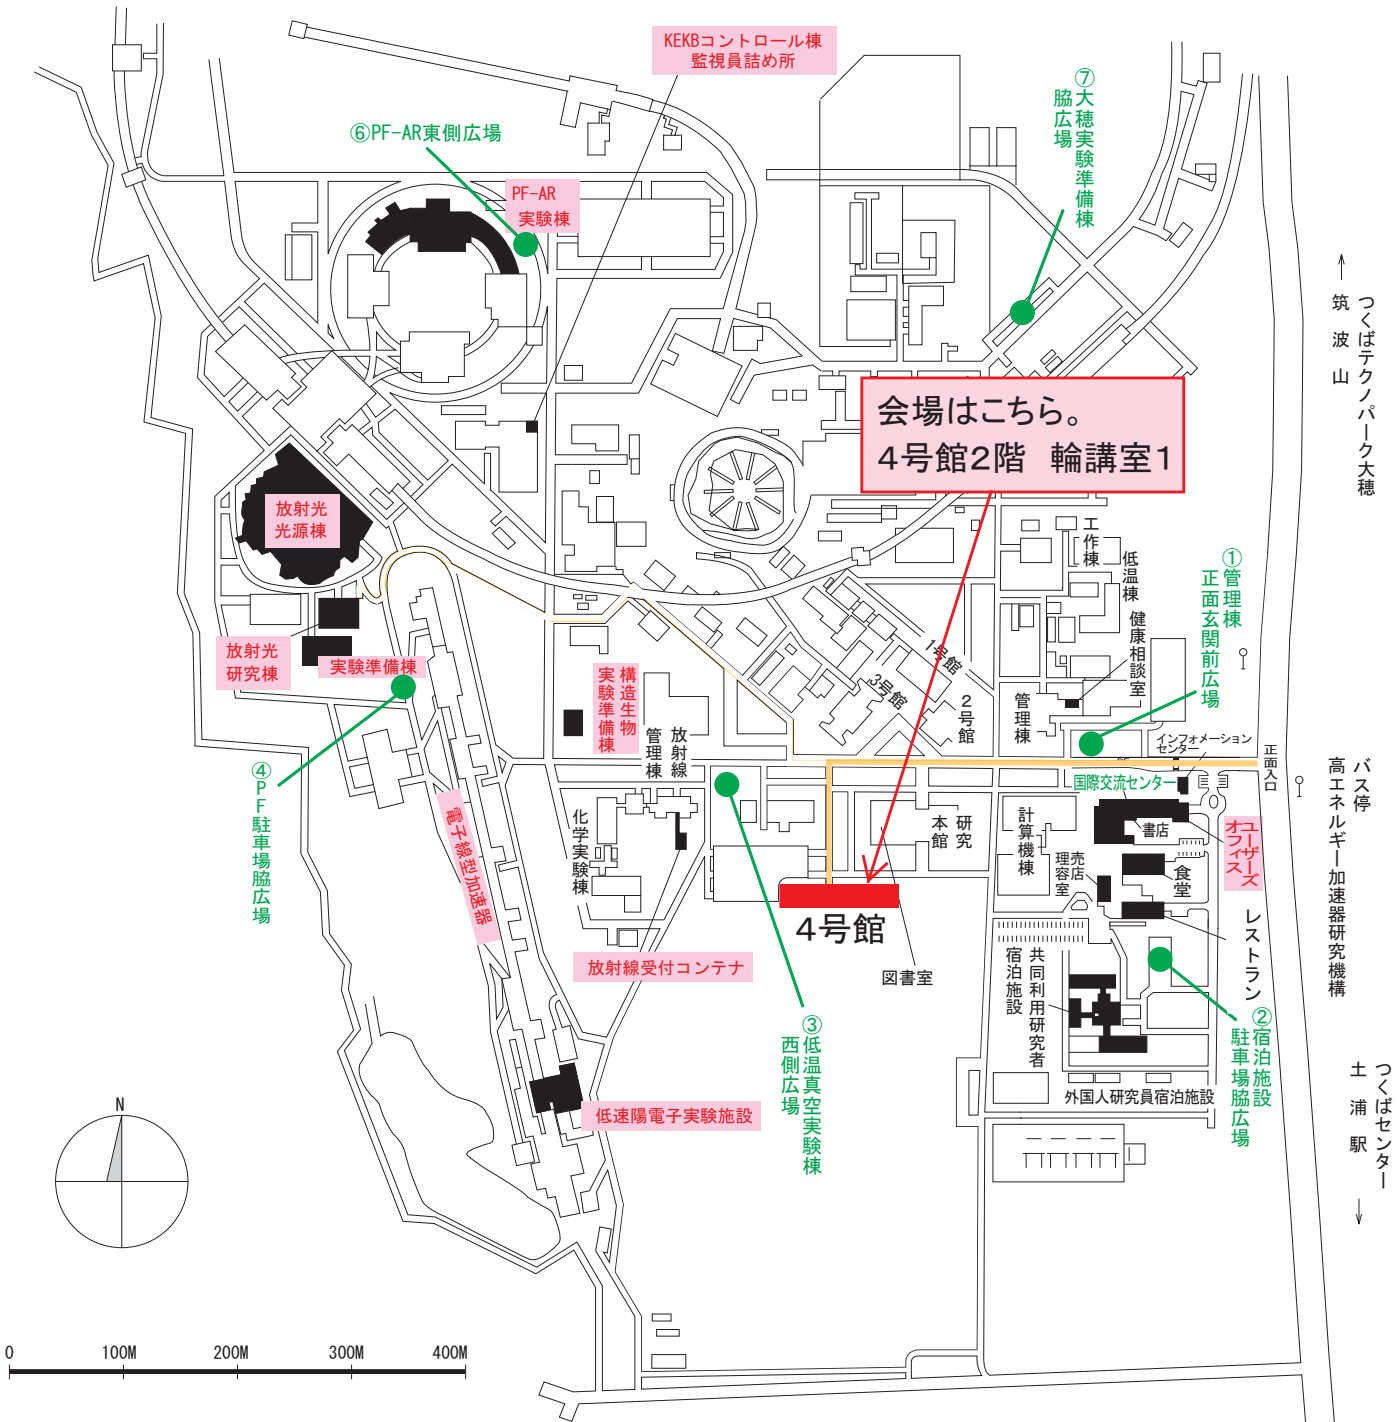 KEKBコントロール棟
監視員詰め所
⑦大穂実験準備棟
脇広場
⑥PF-AR東側広場
PF-AR
実験棟
↑
筑波山
つくばテクノパーク大穂
会場はこちら。
4号館2階 輪講室1
放射光
光源棟
工作棟
低温棟
①管理棟
正面玄関前広場
健康相談室
放射光
研究棟
実験準備棟
構造生物
実験準備棟
放射線
管理棟
1号館
3号館
2号館
管理棟
インフォメーション
センター
正面入口
バス停
高エネルギー加速器研究機構
④PF駐車場脇広場
電子線型加速器
化学実験棟
研究
本館
計算機棟
国際交流センター
書店
ユーザーズ
オフィス
売店
理容室
食堂
レストラン
4号館
図書室
放射線受付コンテナ
共同利用研究者
宿泊施設
③低温真空実験棟
西側広場
②宿泊施設
駐車場脇広場
外国人研究員宿泊施設
低速陽電子実験施設
つくばセンター
土浦駅
↓
N
0 100M 200M 300M 400M